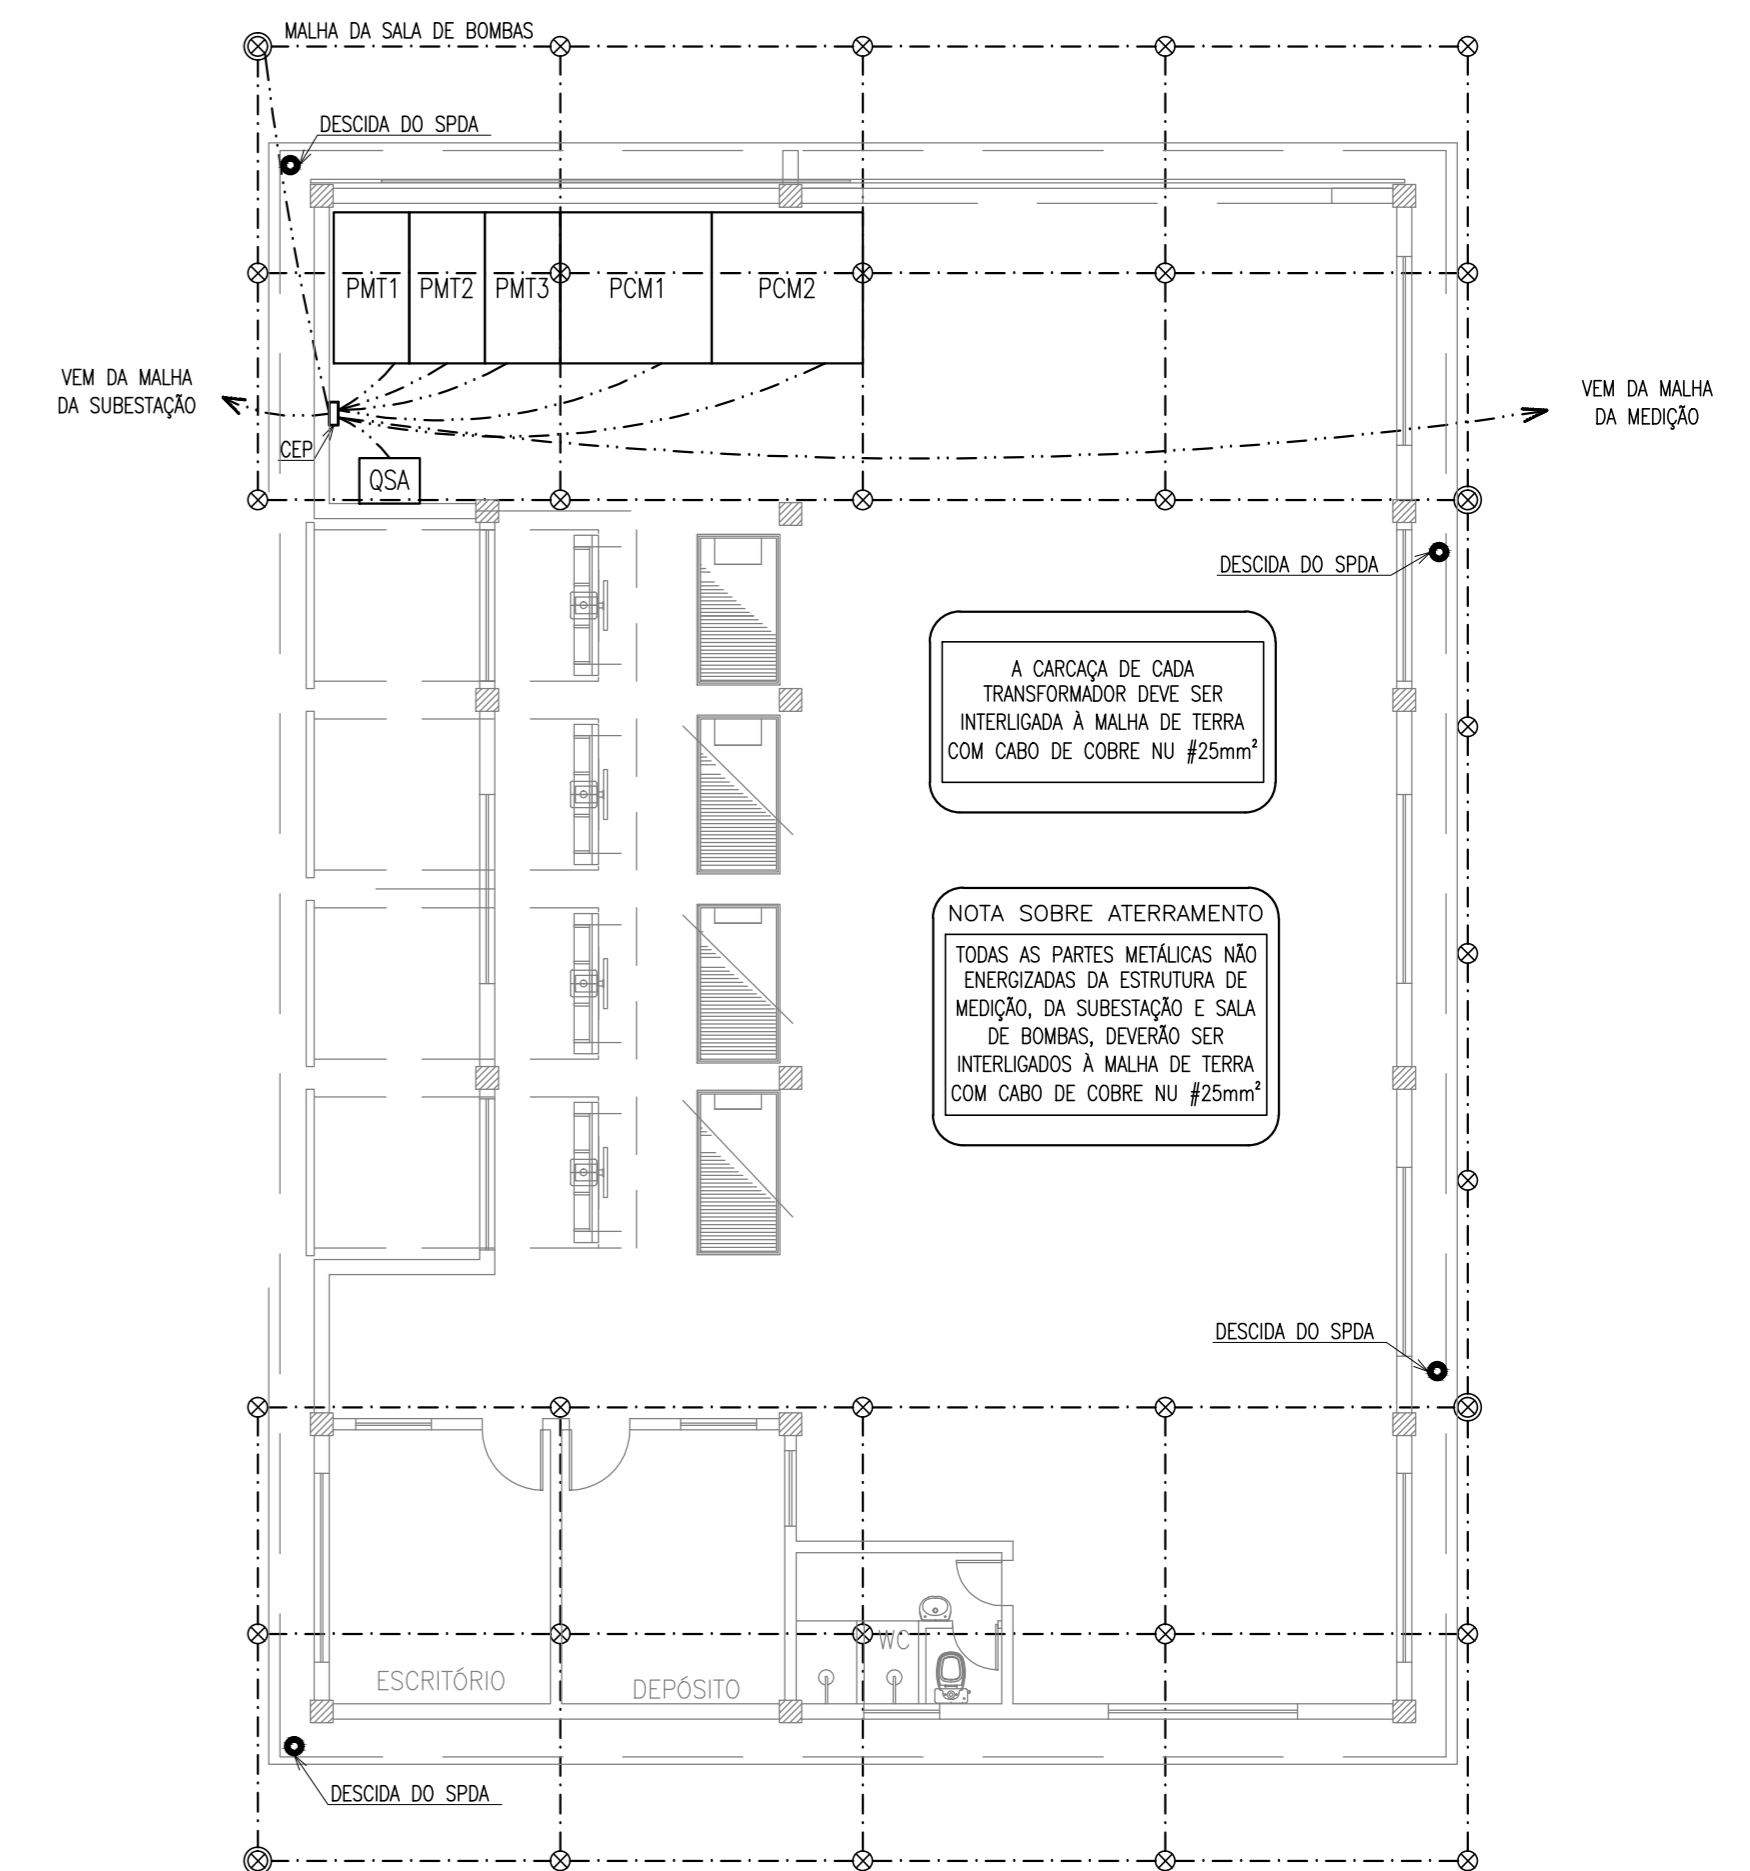 MALHA DA SALA DE BOMBAS
DESCIDA DO SPDA
PMT1
PMT2
PMT3
PCM1
PCM2
VEM DA MALHA
DA SUBESTAÇÃO
VEM DA MALHA
DA MEDIÇÃO
CEP
QSA
DESCIDA DO SPDA
A CARCAÇA DE CADA
TRANSFORMADOR DEVE SER
INTERLIGADA À MALHA DE TERRA
COM CABO DE COBRE NU #25mm²
NOTA SOBRE ATERRAMENTO
TODAS AS PARTES METÁLICAS NÃO
ENERGIZADAS DA ESTRUTURA DE
MEDIÇÃO, DA SUBESTAÇÃO E SALA
DE BOMBAS, DEVERÃO SER
INTERLIGADOS À MALHA DE TERRA
COM CABO DE COBRE NU #25mm²
DESCIDA DO SPDA
WC
ESCRITÓRIO
DEPÓSITO
DESCIDA DO SPDA